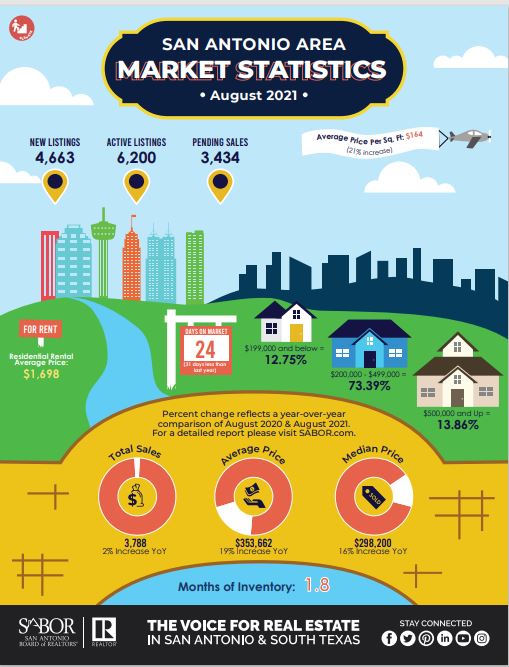 SAN ANTONIO AREA
MARKET STATISTICS
• August 2021 •
NEW LISTINGS
4,663
ACTIVE LISTINGS
6,200
PENDING SALES
3,434
Average Price Per Sq. Ft: $164
(21% increase)
FOR RENT
Residential Rental
Average Price:
$1,698
DAYS ON MARKET
24
(31 days less than
last year)
$199,000 and below =
12.75%
$200,000 - $499,000 =
73.39%
$500,000 and Up =
13.86%
Percent change reflects a year-over-year
comparison of August 2020 & August 2021.
For a detailed report please visit SABOR.com.
Total Sales
$
3,788
2% Increase YoY
Average Price
$353,662
19% Increase YoY
Median Price
SOLD
$298,200
16% Increase YoY
Months of Inventory: 1.8
SABOR
SAN ANTONIO
BOARD OF REALTORS®
R
REALTOR®
THE VOICE FOR REAL ESTATE
IN SAN ANTONIO & SOUTH TEXAS
STAY CONNECTED